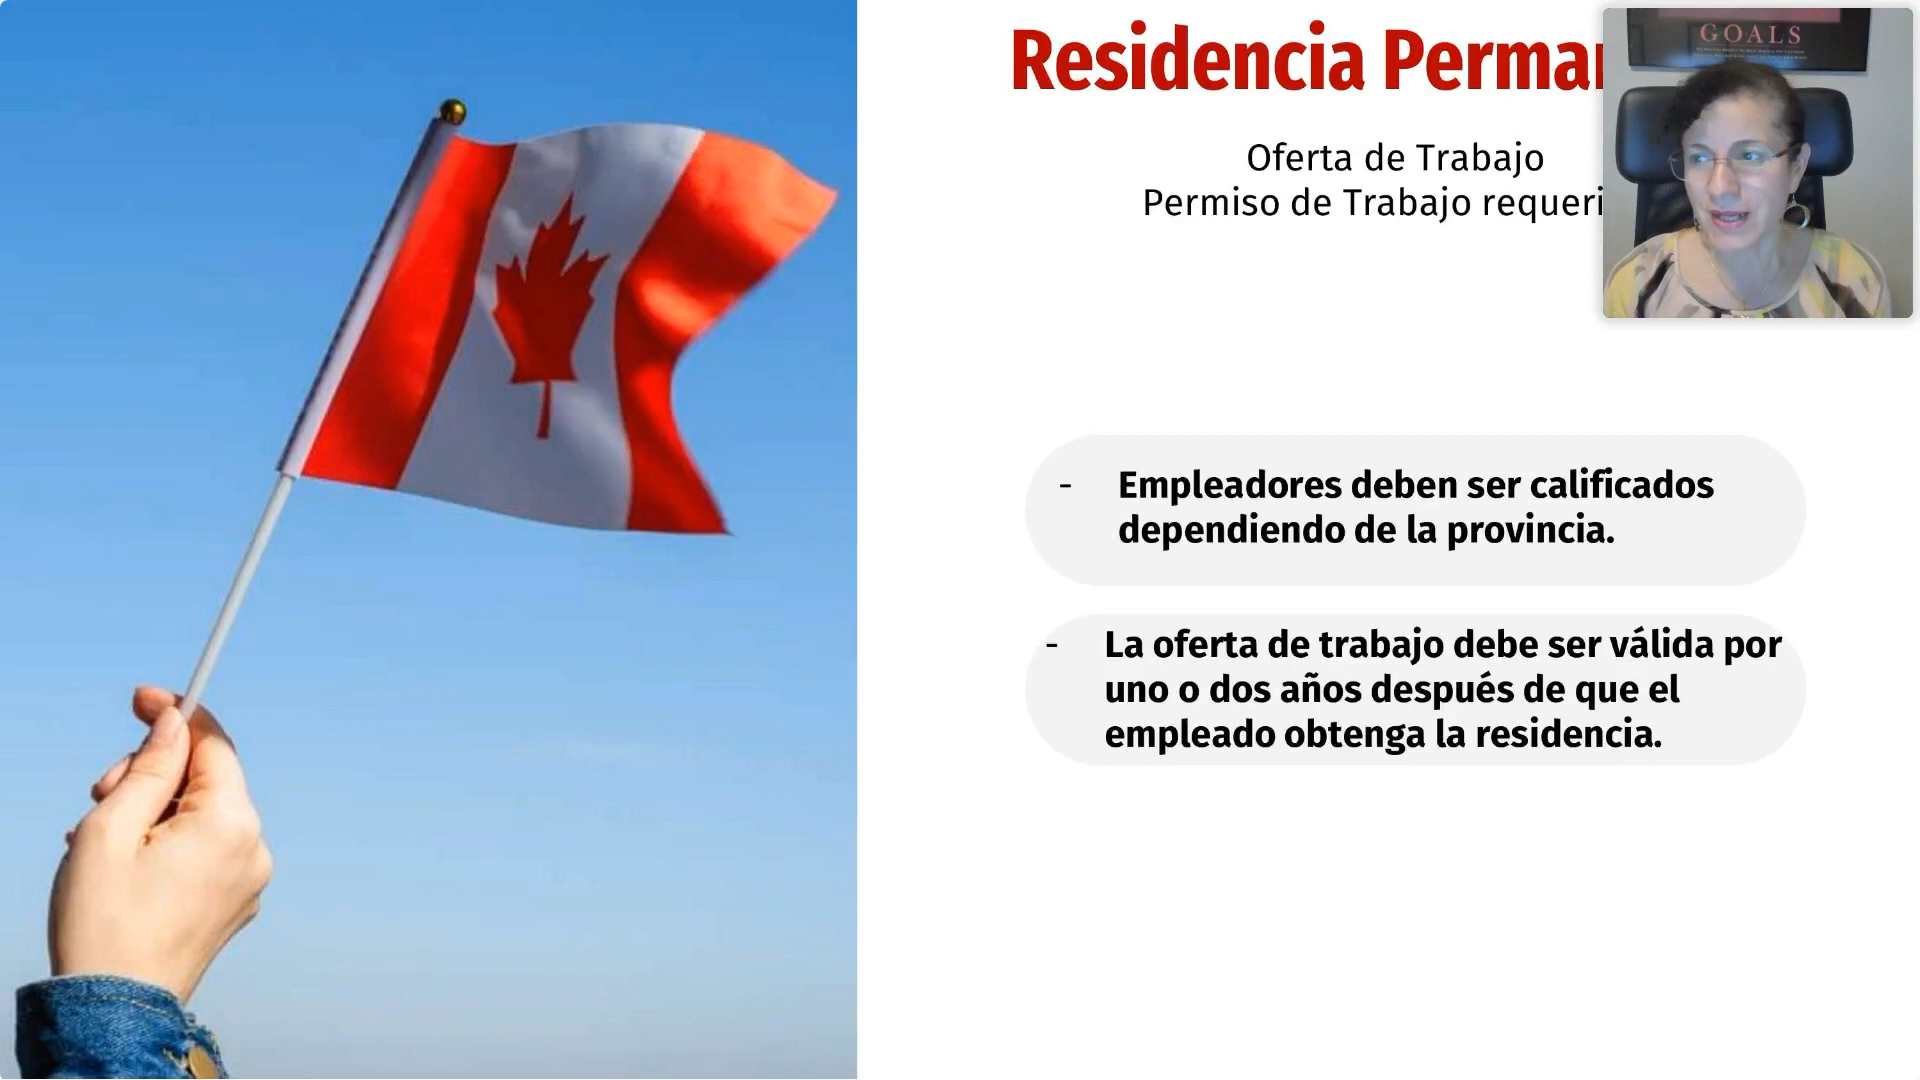 Residencia Perma
GOALS
Oferta de Trabajo
Permiso de Trabajo requeri
- Empleadores deben ser calificados
dependiendo de la provincia.
- La oferta de trabajo debe ser válida por
uno o dos años después de que el
empleado obtenga la residencia.